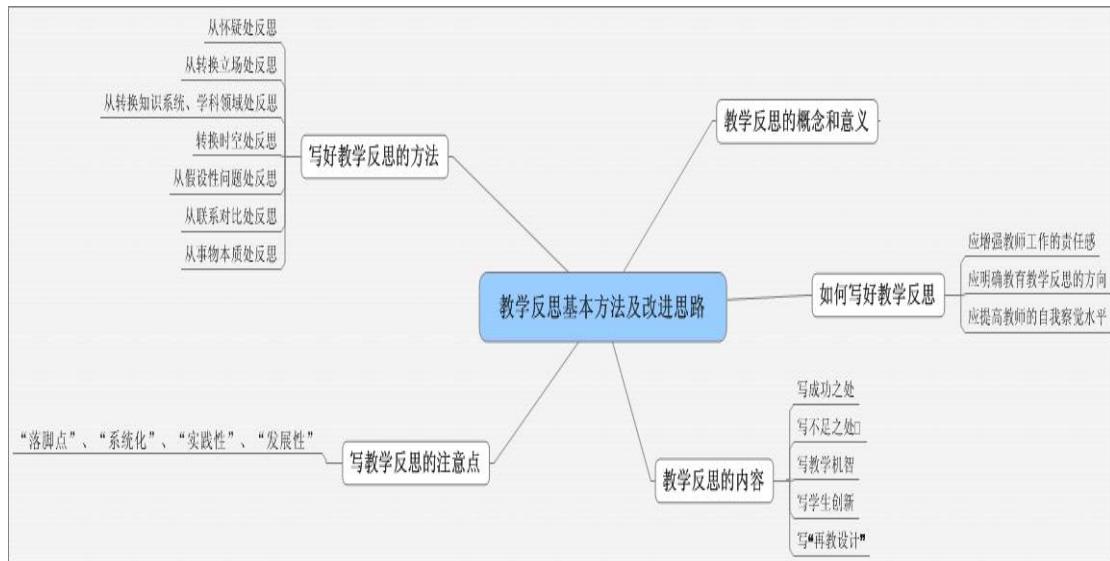 教学反思基本方法及改进思路
教学反思的概念和意义
如何写好教学反思
应增强教师工作的责任感
应明确教育教学反思的方向
应提高教师的自我察觉水平
教学反思的内容
写成功之处
写不足之处□
写教学机智
写学生创新
写“再教设计”
写教学反思的注意点
“落脚点”、“系统化”、“实践性”、“发展性”
写好教学反思的方法
从怀疑处反思
从转换立场处反思
从转换知识系统、学科领域处反思
转换时空处反思
从假设性问题处反思
从联系对比处反思
从事物本质处反思